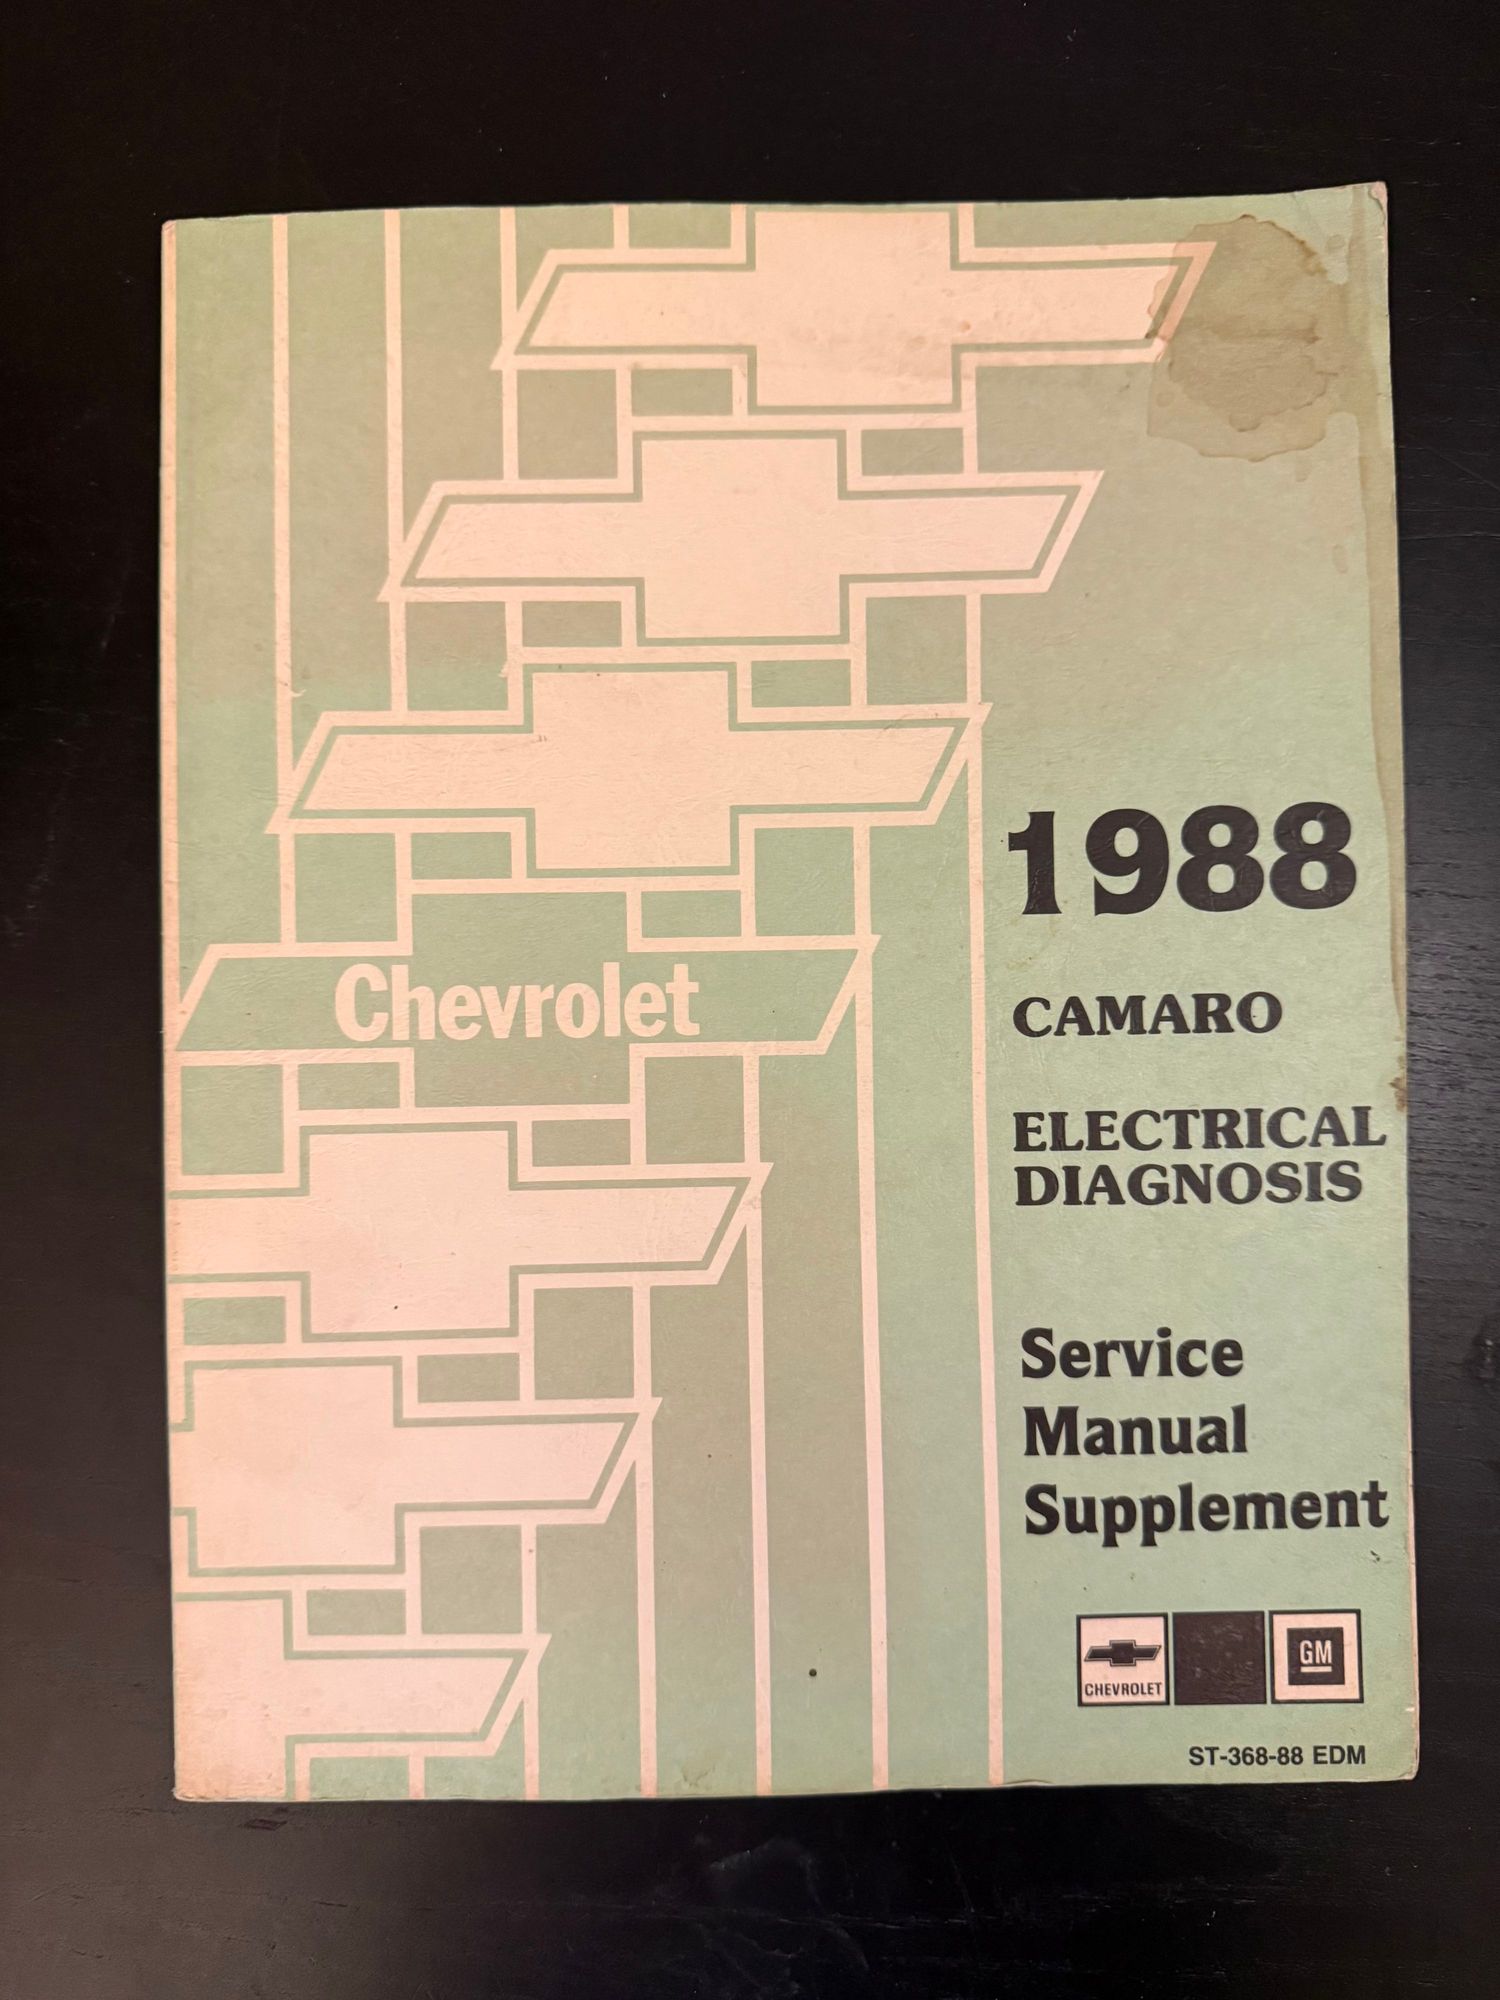 Chevrolet
1988
CAMARO
ELECTRICAL
DIAGNOSIS
Service
Manual
Supplement
CHEVROLET
GM
ST-368-88 EDM